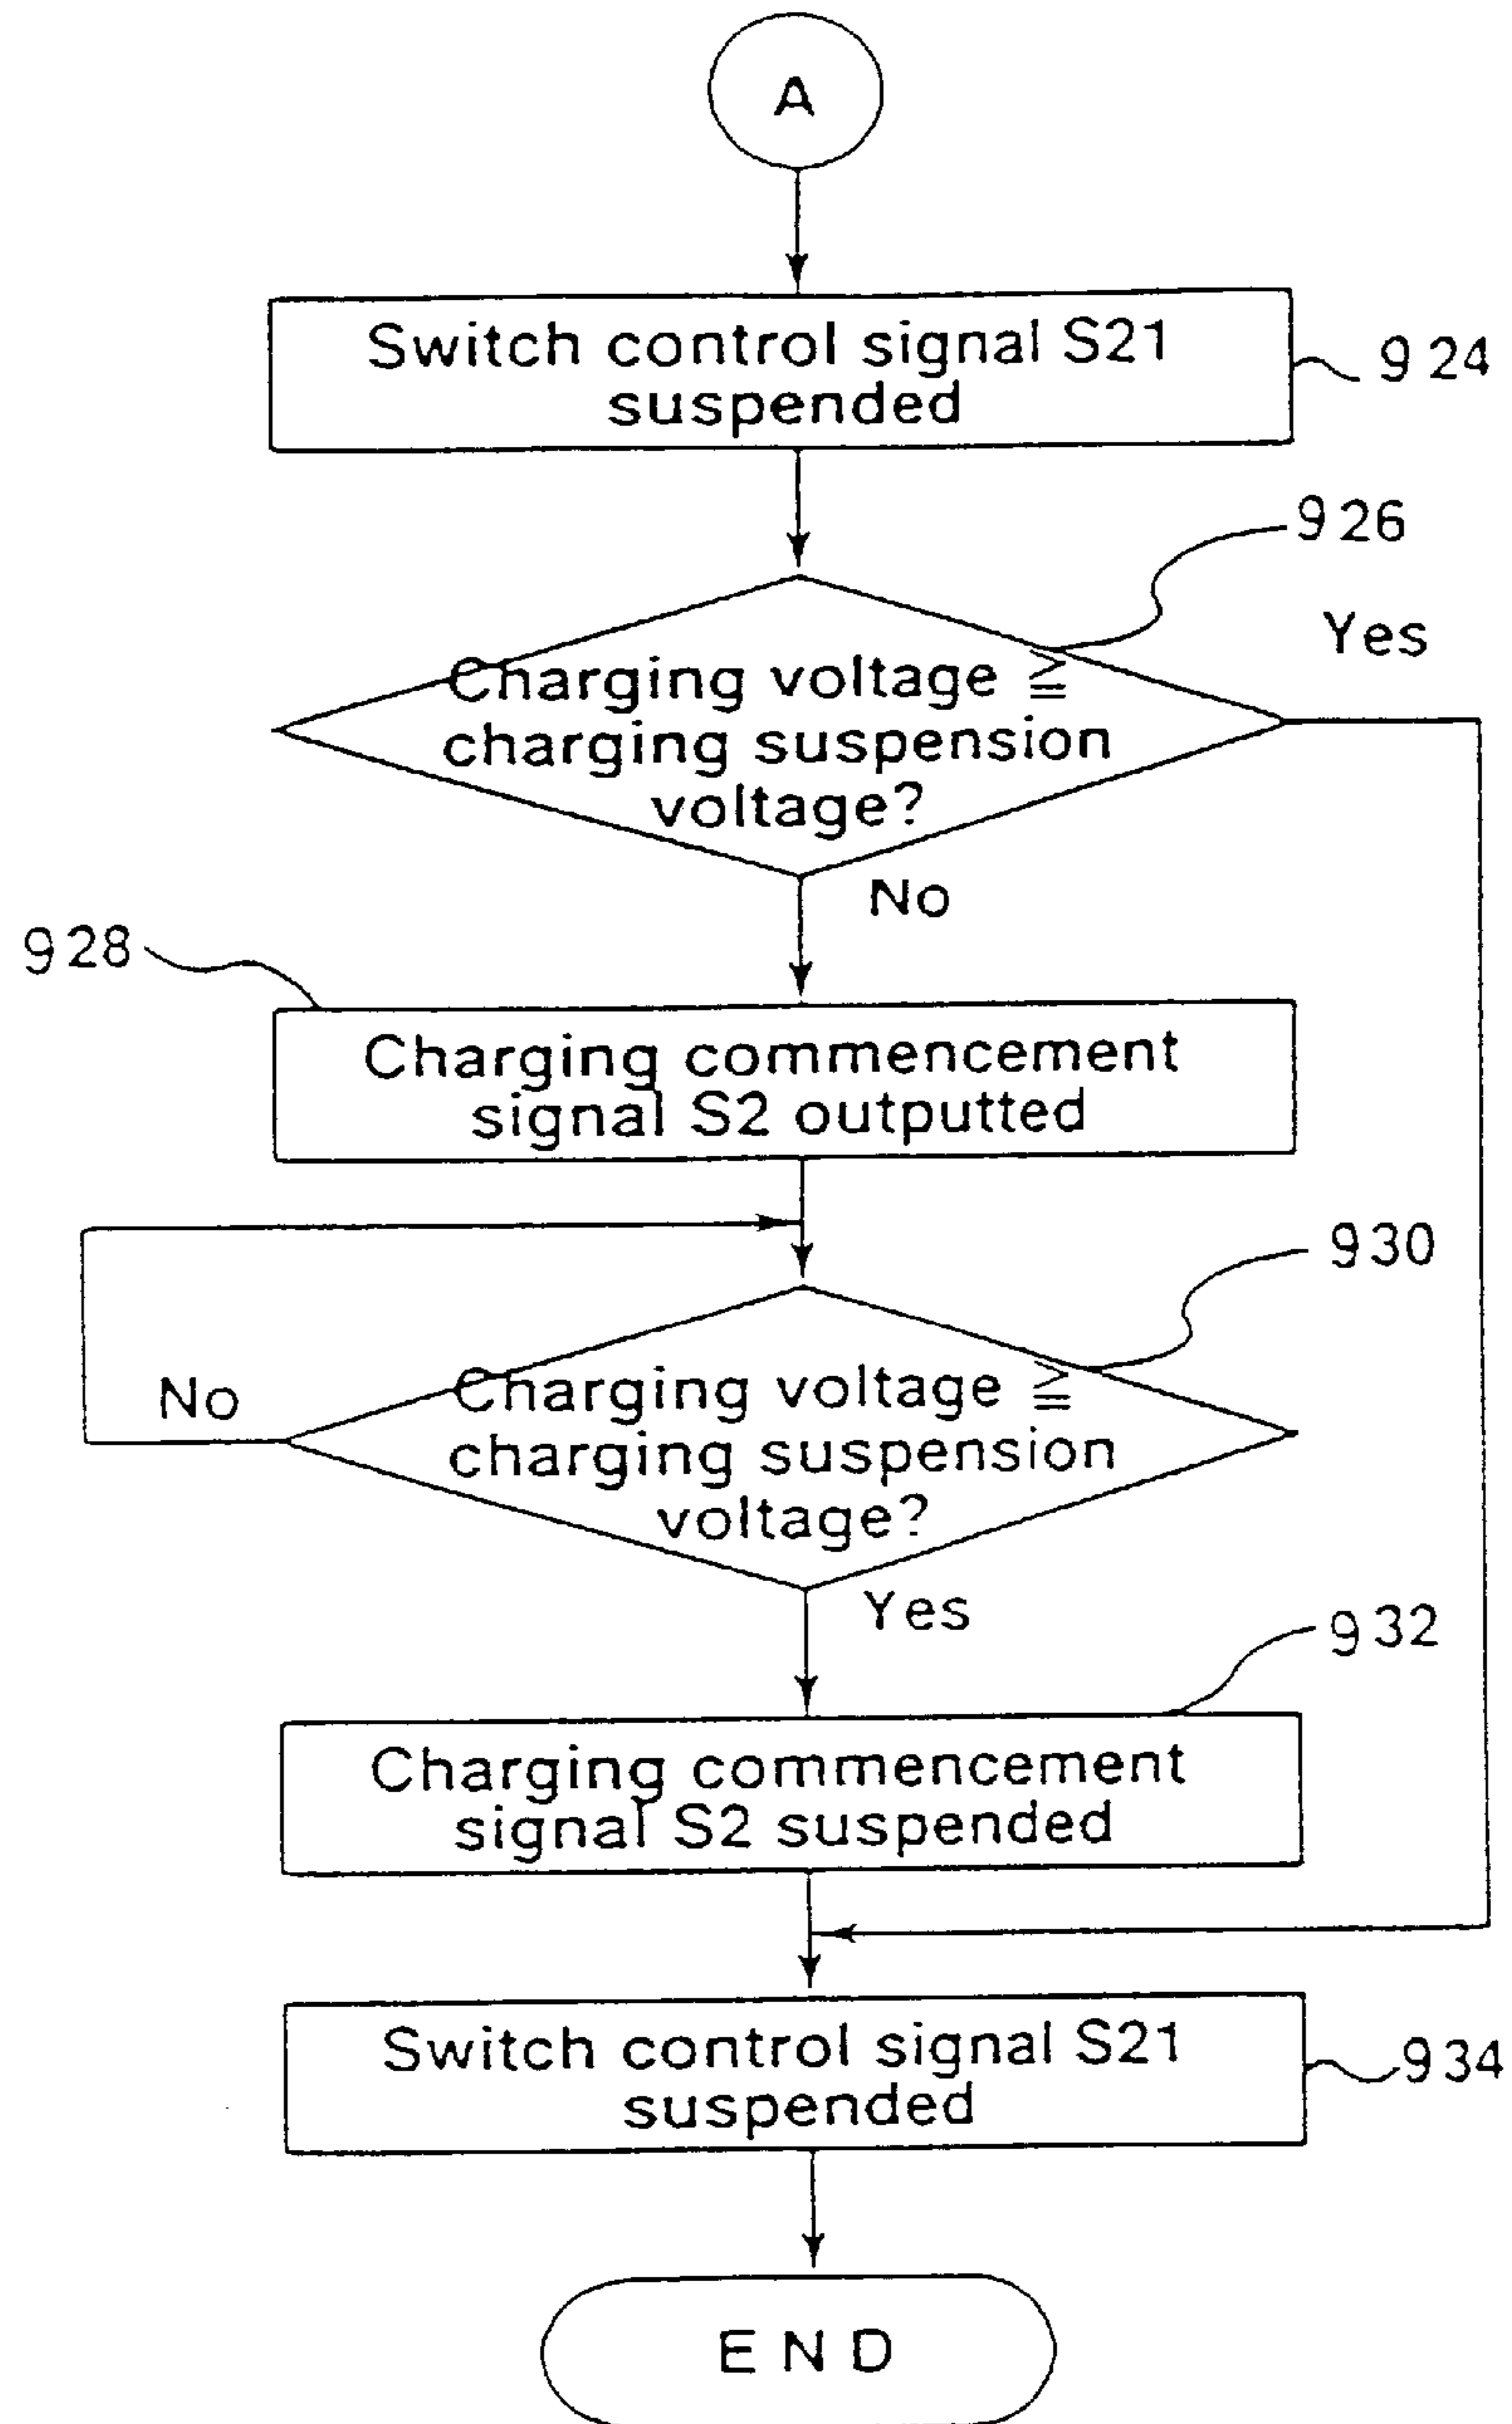 A
Switch control signal S21
suspended
924
926
Yes
Charging voltage ≧
charging suspension
voltage?
No
928
Charging commencement
signal S2 outputted
930
No
Charging voltage ≧
charging suspension
voltage?
Yes
932
Charging commencement
signal S2 suspended
Switch control signal S21
suspended
934
END